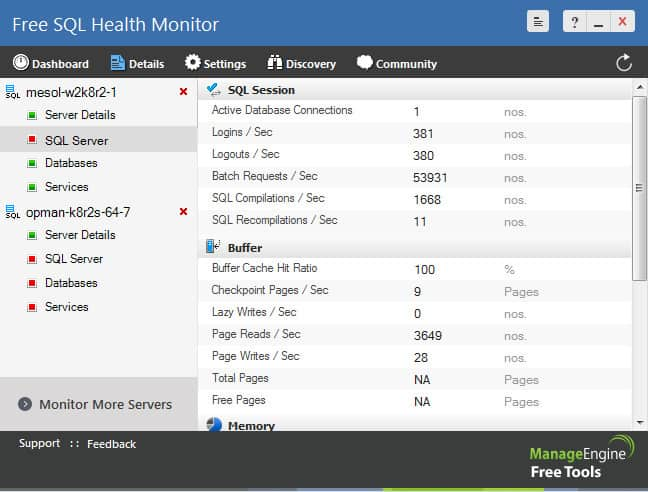 Free SQL Health Monitor
?
X
Dashboard Details Settings Discovery Community
SQL mesol-w2k8r2-1
Server Details
SQL Server
Databases
Services
SQL opman-k8r2s-64-7
Server Details
SQL Server
Databases
Services
Monitor More Servers
SQL Session
Active Database Connections 1 nos.
Logins / Sec 381 nos.
Logouts / Sec 380 nos.
Batch Requests / Sec 53931 nos.
SQL Compilations / Sec 1668 nos.
SQL Recompilations / Sec 11 nos.
Buffer
Buffer Cache Hit Ratio 100 %
Checkpoint Pages / Sec 9 Pages
Lazy Writes / Sec 0 nos.
Page Reads / Sec 3649 nos.
Page Writes / Sec 28 nos.
Total Pages NA Pages
Free Pages NA Pages
Memory
Support :: Feedback
ManageEngine
Free Tools